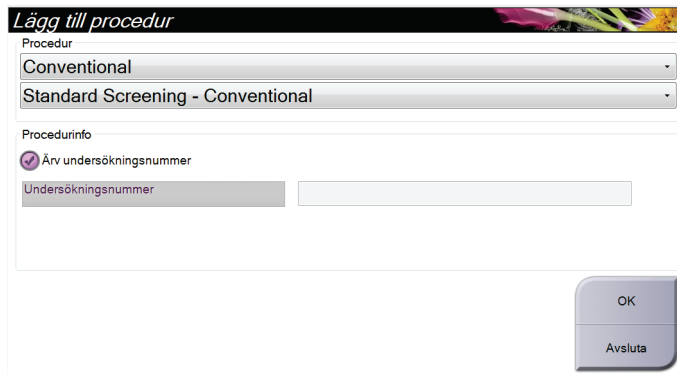 Lägg till procedur
Procedur
Conventional
Standard Screening - Conventional
Procedurinfo
Ärv undersökningsnummer
Undersökningsnummer
OK
Avsluta